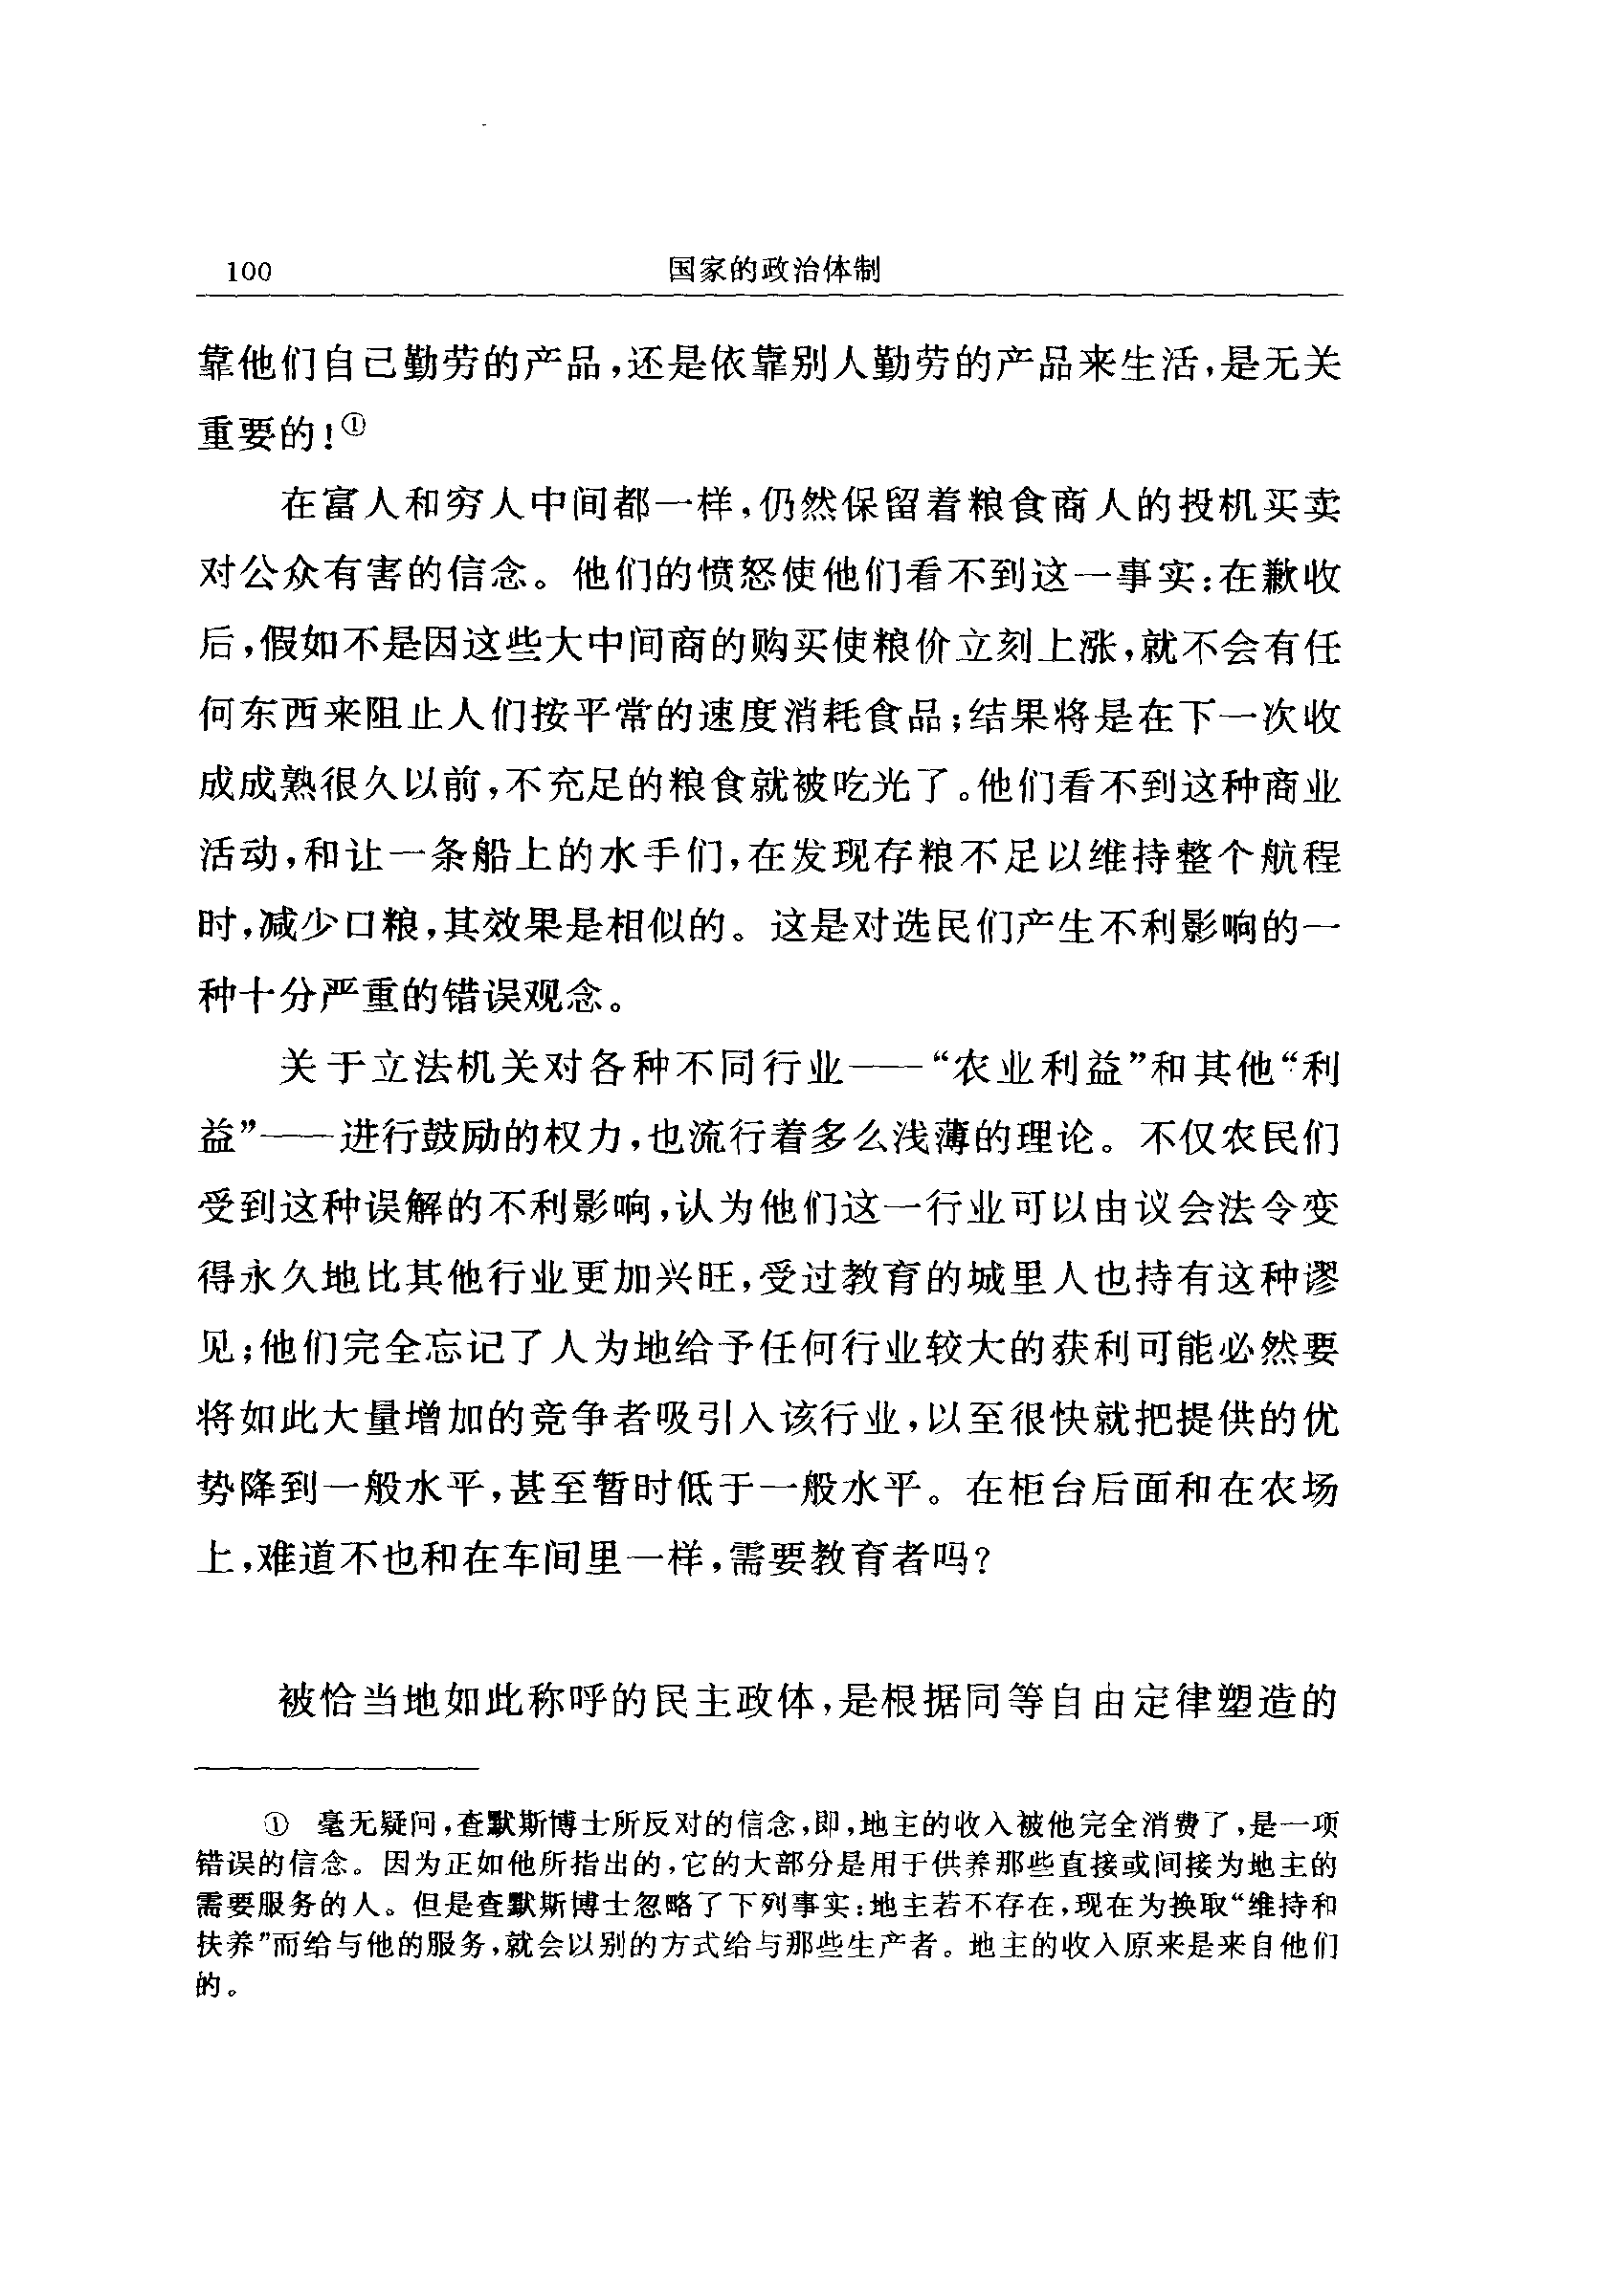 100 国家的政治体制
靠他们自己勤劳的产品,还是依靠别人勤劳的产品来生活,是无关
重要的!①
在富人和穷人中间都一样,仍然保留着粮食商人的投机买卖
对公众有害的信念。他们的愤怒使他们看不到这一事实:在歉收
后,假如不是因这些大中间商的购买使粮价立刻上涨,就不会有任
何东西来阻止人们按平常的速度消耗食品;结果将是在下一次收
成成熟很久以前,不充足的粮食就被吃光了。他们看不到这种商业
活动,和让一条船上的水手们,在发现存粮不足以维持整个航程
时,减少口粮,其效果是相似的。这是对选民们产生不利影响的一
种十分严重的错误观念。
关于立法机关对各种不同行业——“农业利益”和其他“利
益”——进行鼓励的权力,也流行着多么浅薄的理论。不仅农民们
受到这种误解的不利影响,认为他们这一行业可以由议会法令变
得永久地比其他行业更加兴旺,受过教育的城里人也持有这种谬
见;他们完全忘记了人为地给予任何行业较大的获利可能必然要
将如此大量增加的竞争者吸引入该行业,以至很快就把提供的优
势降到一般水平,甚至暂时低于一般水平。在柜台后面和在农场
上,难道不也和在车间里一样,需要教育者吗?
被恰当地如此称呼的民主政体,是根据同等自由定律塑造的
① 毫无疑问,查默斯博士所反对的信念,即,地主的收入被他完全消费了,是一项
错误的信念。因为正如他所指出的,它的大部分是用于供养那些直接或间接为地主的
需要服务的人。但是查默斯博士忽略了下列事实:地主若不存在,现在为换取“维持和
扶养”而给与他的服务,就会以别的方式给与那些生产者。地主的收入原来是来自他们
的。